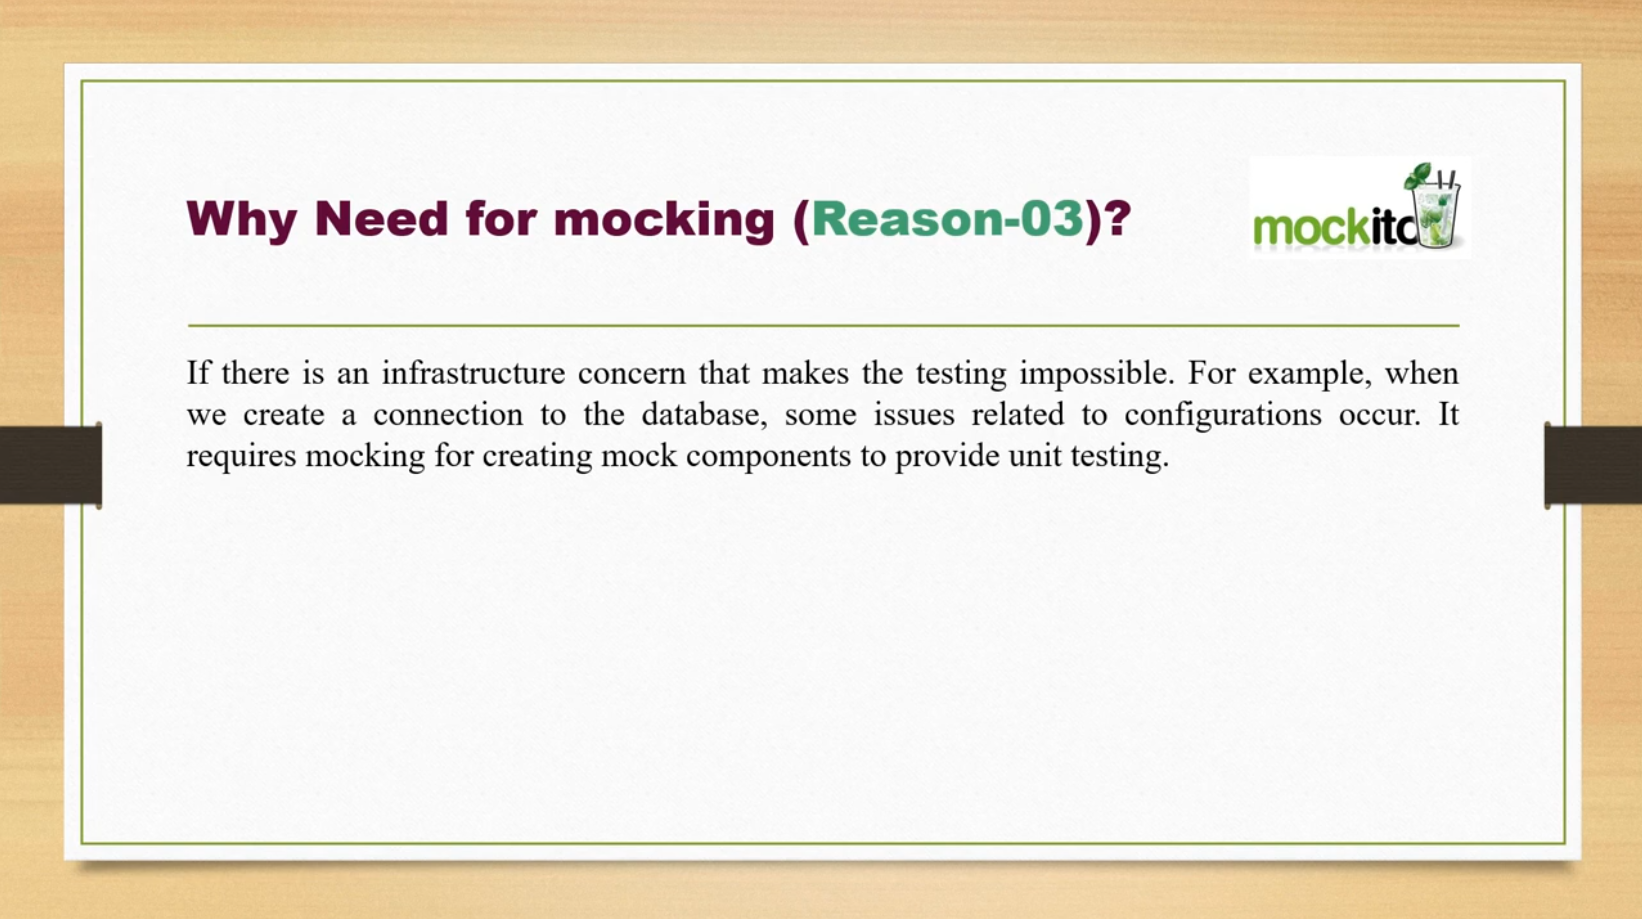 Why Need for mocking (Reason-03)?
mockito
If there is an infrastructure concern that makes the testing impossible. For example, when
we create a connection to the database, some issues related to configurations occur. It
requires mocking for creating mock components to provide unit testing.